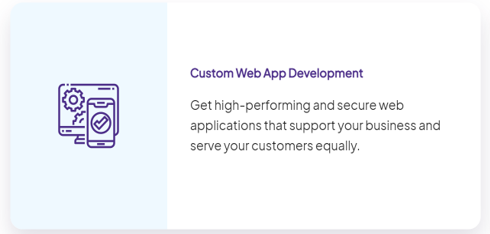 Custom Web App Development
Get high-performing and secure web
applications that support your business and
serve your customers equally.